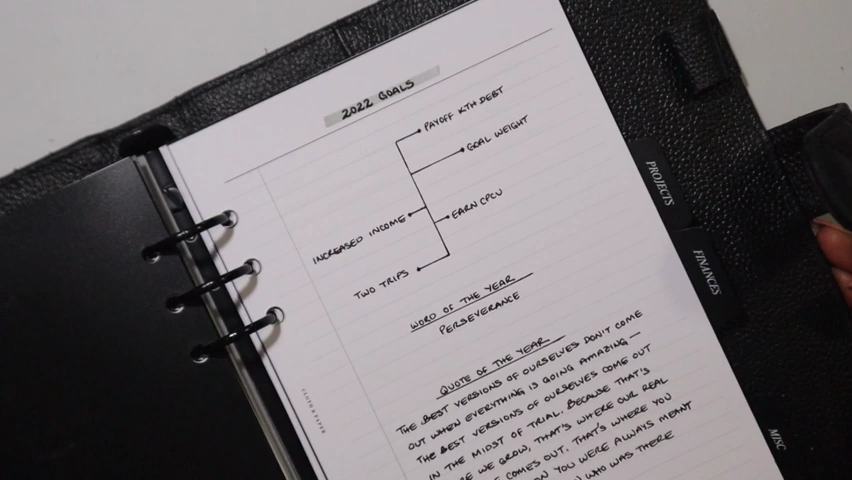 2022 GOALS
PAYOFF KTH DEBT
GOAL WEIGHT
EARN CPCU
INCREASED INCOME
TWO TRIPS
WORD OF THE YEAR
PERSEVERANCE
QUOTE OF THE YEAR
THE BEST VERSIONS OF OURSELVES DON'T COME
OUT WHEN EVERYTHING IS GOING AMAZING —
THE BEST VERSIONS OF OURSELVES COME OUT
IN THE MIDST OF TRIAL. BECAUSE THAT'S
WE GROW, THAT'S WHERE OUR REAL
COMES OUT. THAT'S WHERE YOU
YOU WERE ALWAYS MEANT
WHO WAS THERE
CLOTH & PAPER
PROJECTS
FINANCES
MISC